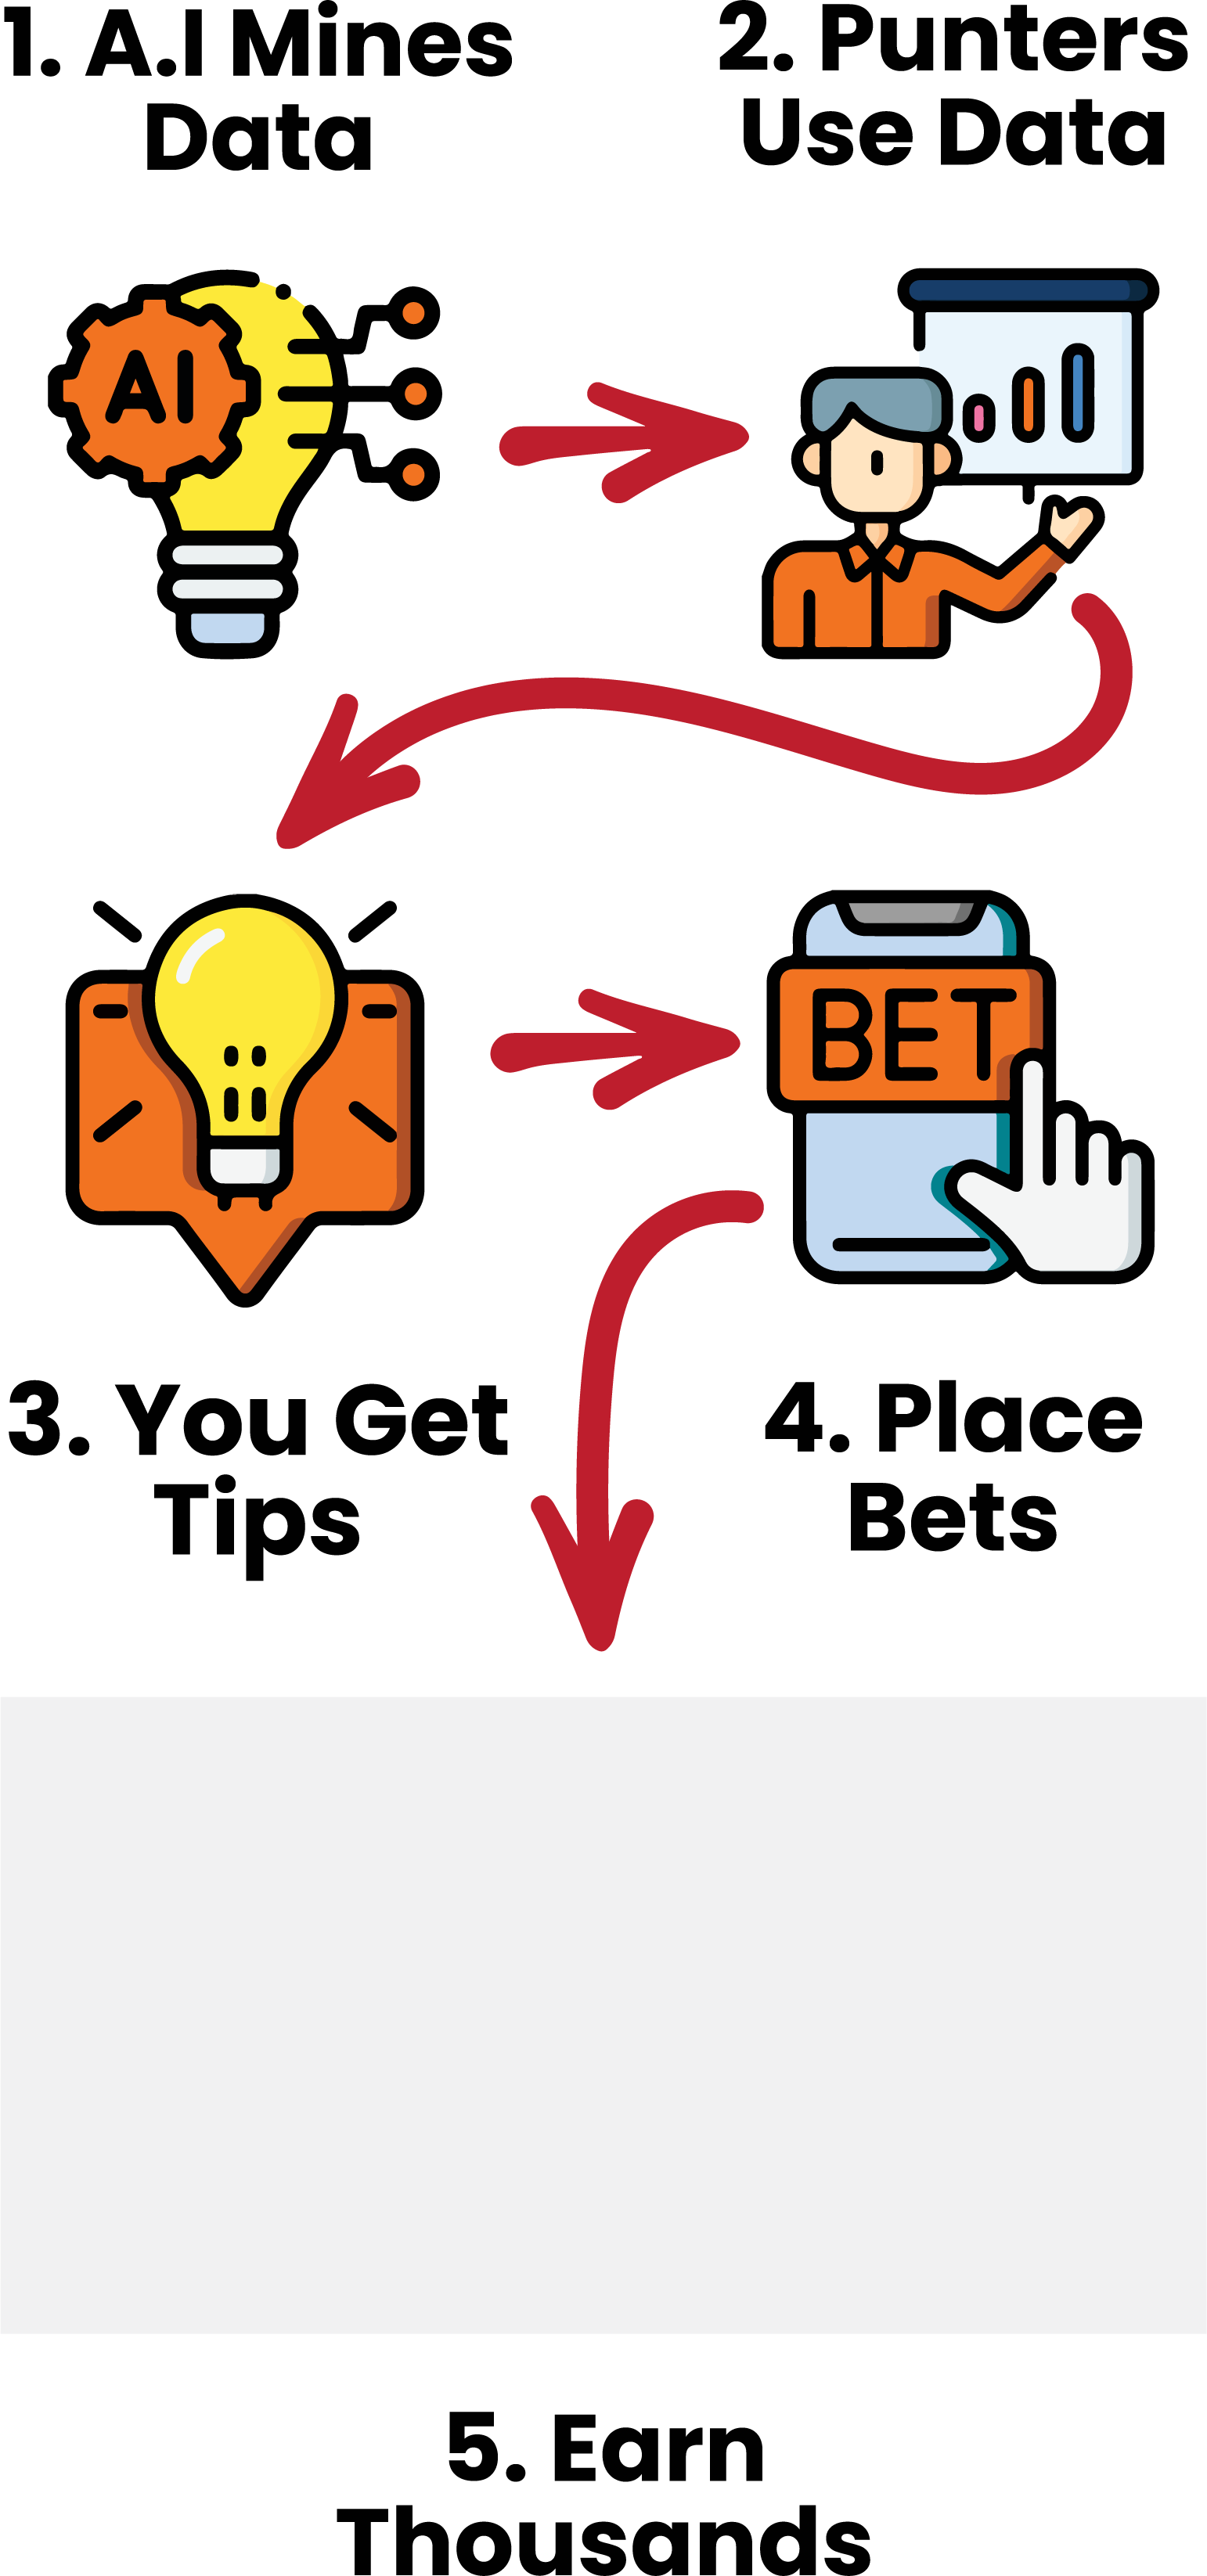 1. A.I Mines
Data
2. Punters
Use Data
AI
BET
3. You Get
Tips
4. Place
Bets
5. Earn
Thousands